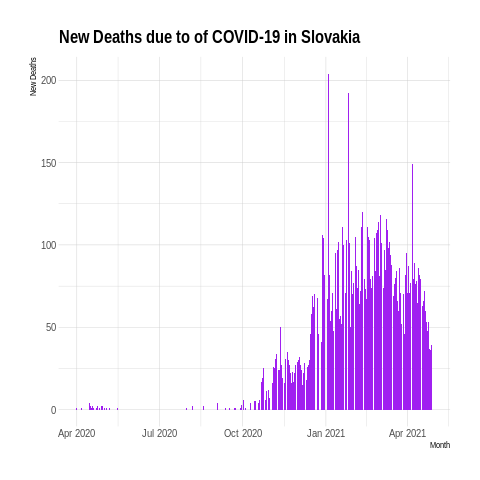 New Deaths due to of COVID-19 in Slovakia
New Deaths
200
150
100
50
0
Apr 2020 Jul 2020 Oct 2020 Jan 2021 Apr 2021
Month